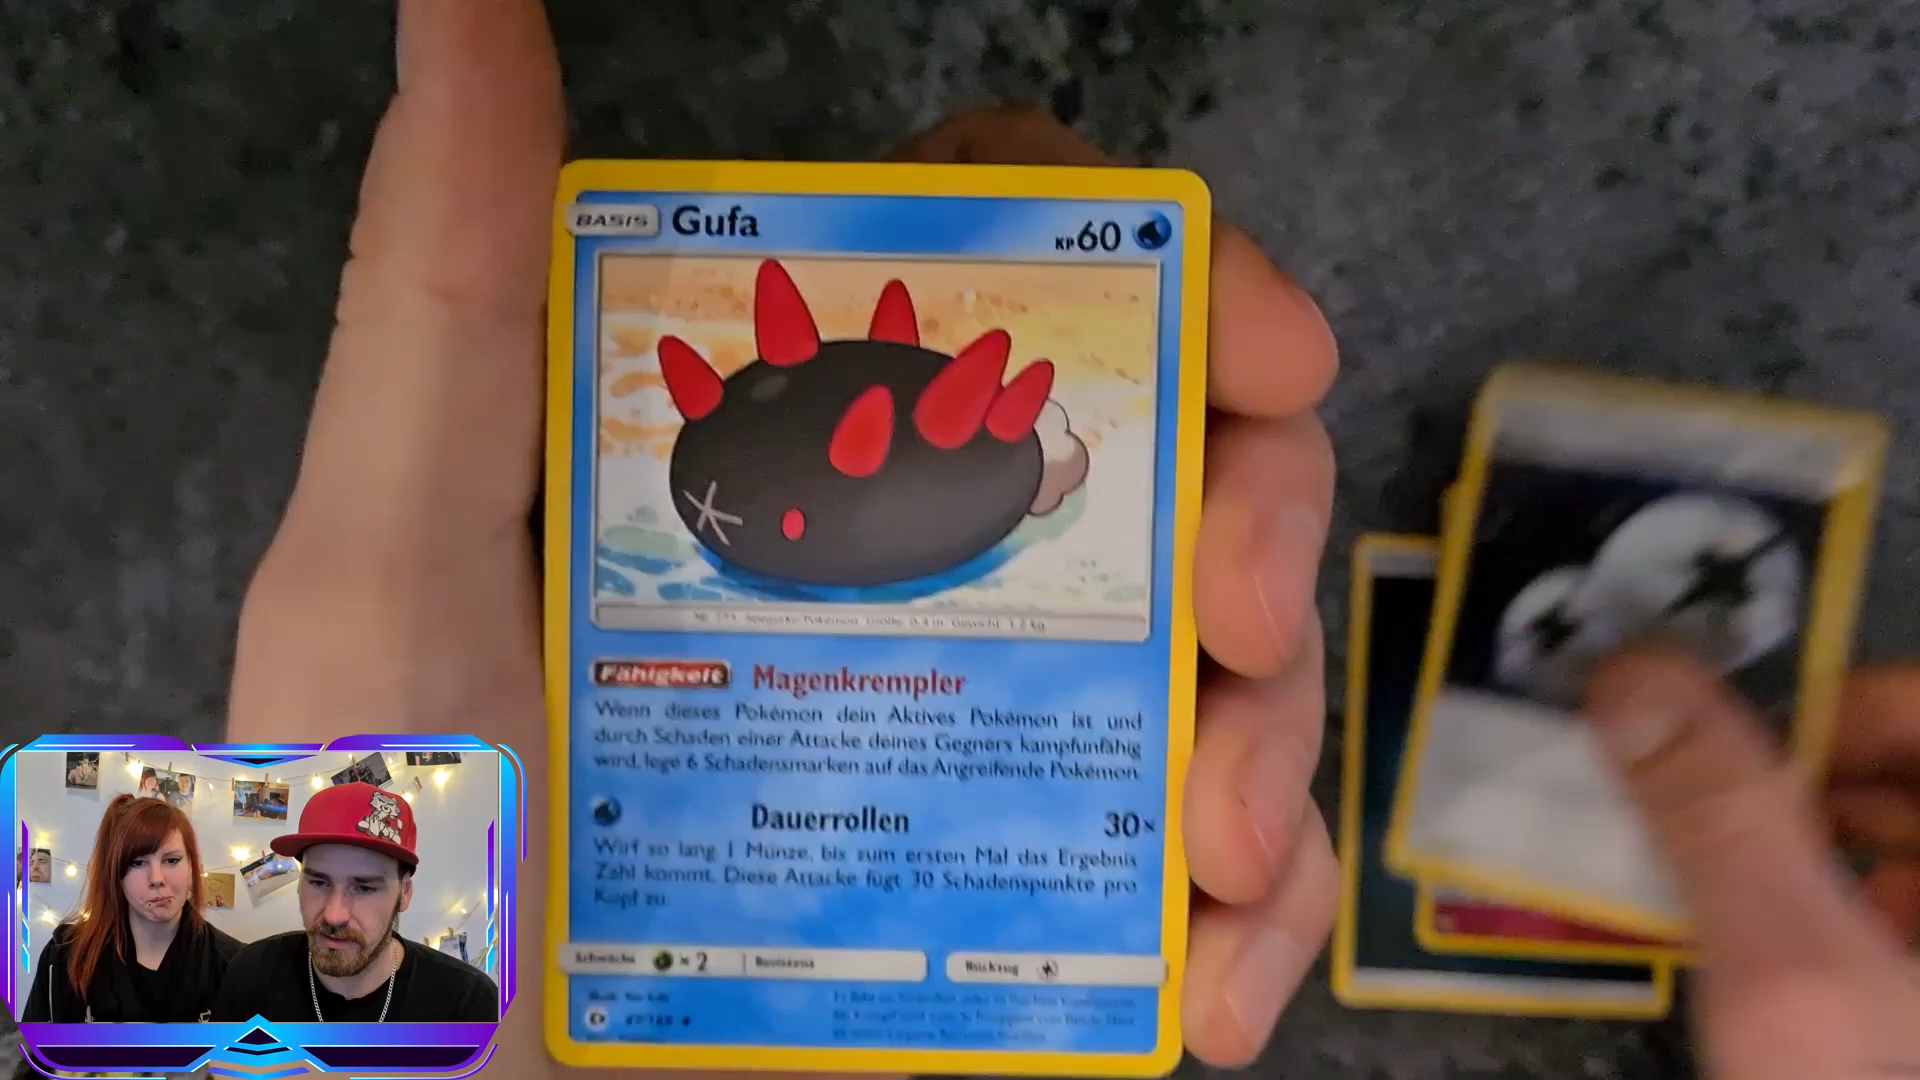 BASIS Gufa KP60
Fähigkeit Magenkrempler
Wenn dieses Pokémon dein Aktives Pokémon ist und
durch Schaden einer Attacke deines Gegners kampfunfähig
wird, lege 6 Schadensmarken auf das Angreifende Pokémon.
Dauerrollen 30×
Wirf so lang 1 Münze, bis zum ersten Mal das Ergebnis
Zahl kommt. Diese Attacke fügt 30 Schadenspunkte pro
Kopf zu.
Schwäche ×2 Resistenz Rückzug